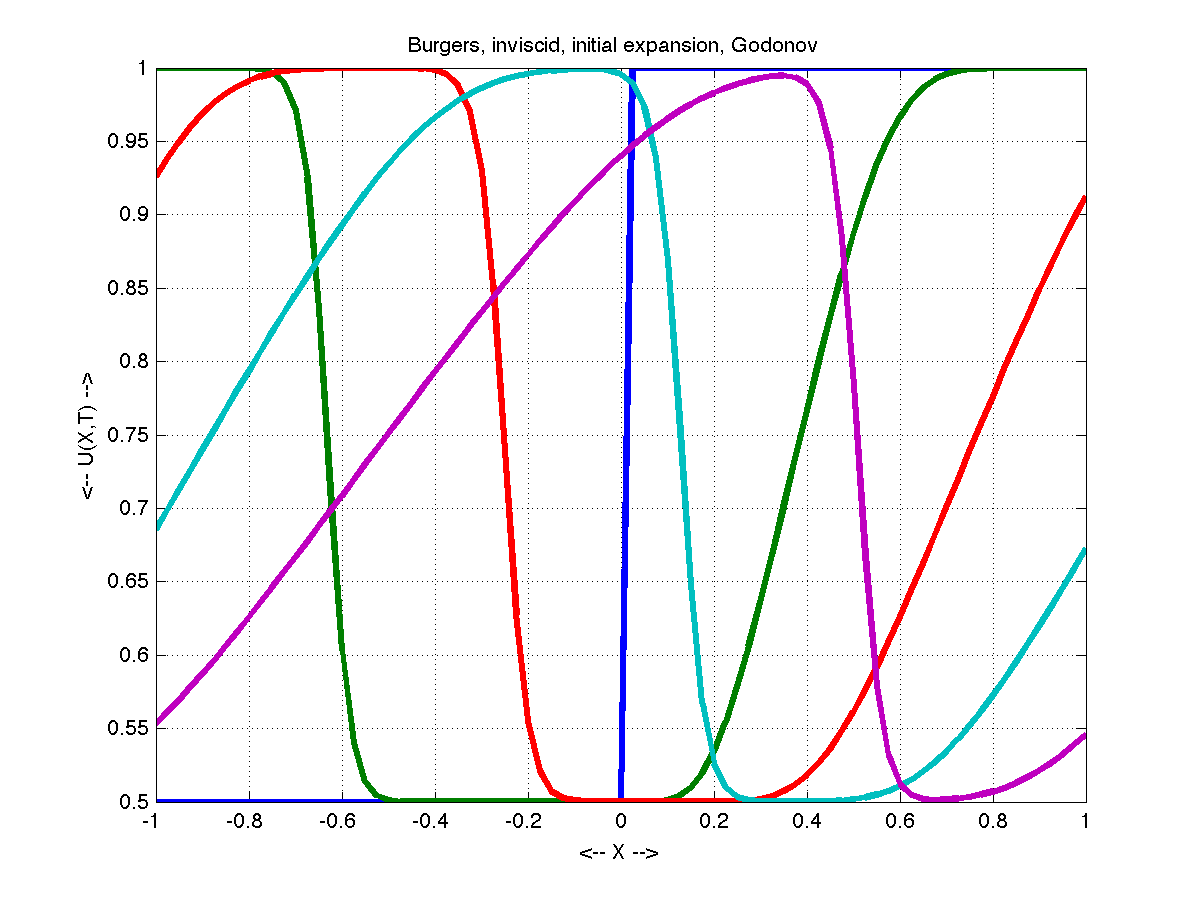 Burgers, inviscid, initial expansion, Godonov
1
0.95
0.9
0.85
0.8
0.75
0.7
0.65
0.6
0.55
0.5
<-- U(X,T) -->
-1 -0.8 -0.6 -0.4 -0.2 0 0.2 0.4 0.6 0.8 1
<-- X -->